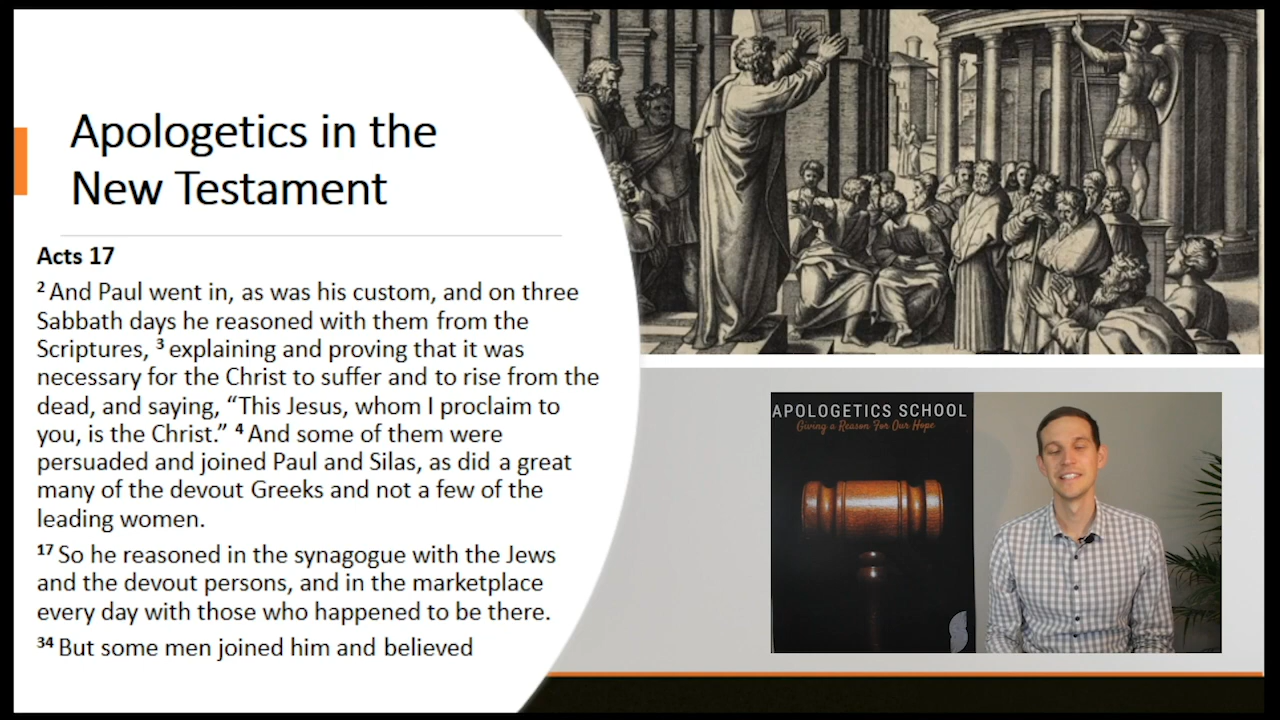 Apologetics in the
New Testament
Acts 17
2 And Paul went in, as was his custom, and on three
Sabbath days he reasoned with them from the
Scriptures, 3 explaining and proving that it was
necessary for the Christ to suffer and to rise from the
dead, and saying, “This Jesus, whom I proclaim to
you, is the Christ.” 4 And some of them were
persuaded and joined Paul and Silas, as did a great
many of the devout Greeks and not a few of the
leading women.
17 So he reasoned in the synagogue with the Jews
and the devout persons, and in the marketplace
every day with those who happened to be there.
34 But some men joined him and believed
APOLOGETICS SCHOOL
Giving a Reason For Our Hope